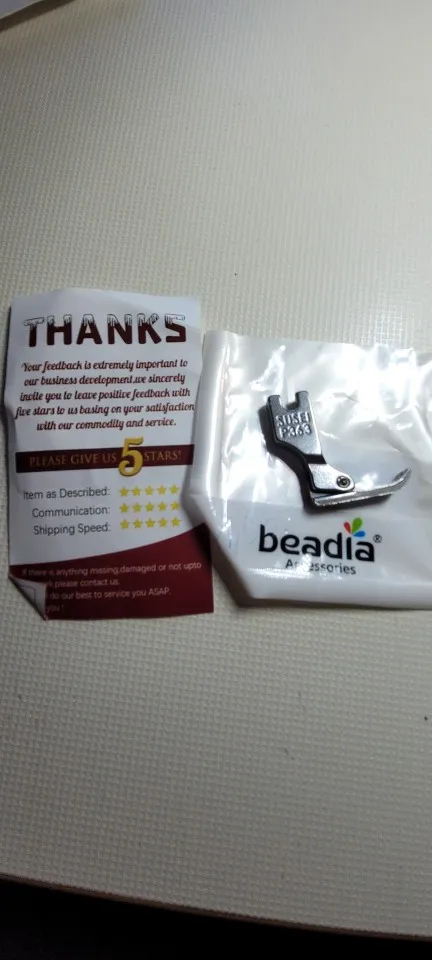 THANKS
Your feedback is extremely important to
our business development,we sincerely
invite you to leave positive feedback with
five stars to us basing on your satisfaction
with our commodity and service.
PLEASE GIVE US 5 STARS!
Item as Described:
Communication:
Shipping Speed:
If there is anything missing,damaged or not upto
please contact us.
do our best to service you ASAP.
you !
P363
beadia®
Accessories